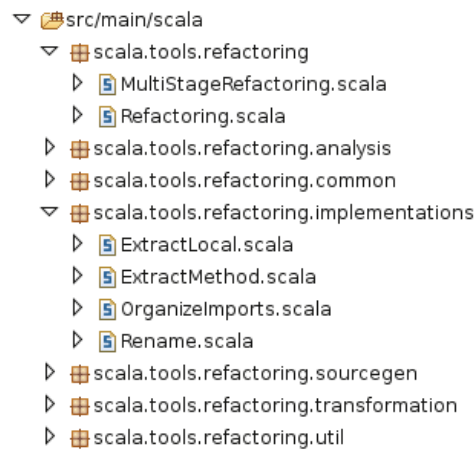 src/main/scala
scala.tools.refactoring
MultiStageRefactoring.scala
Refactoring.scala
scala.tools.refactoring.analysis
scala.tools.refactoring.common
scala.tools.refactoring.implementations
ExtractLocal.scala
ExtractMethod.scala
OrganizeImports.scala
Rename.scala
scala.tools.refactoring.sourcegen
scala.tools.refactoring.transformation
scala.tools.refactoring.util